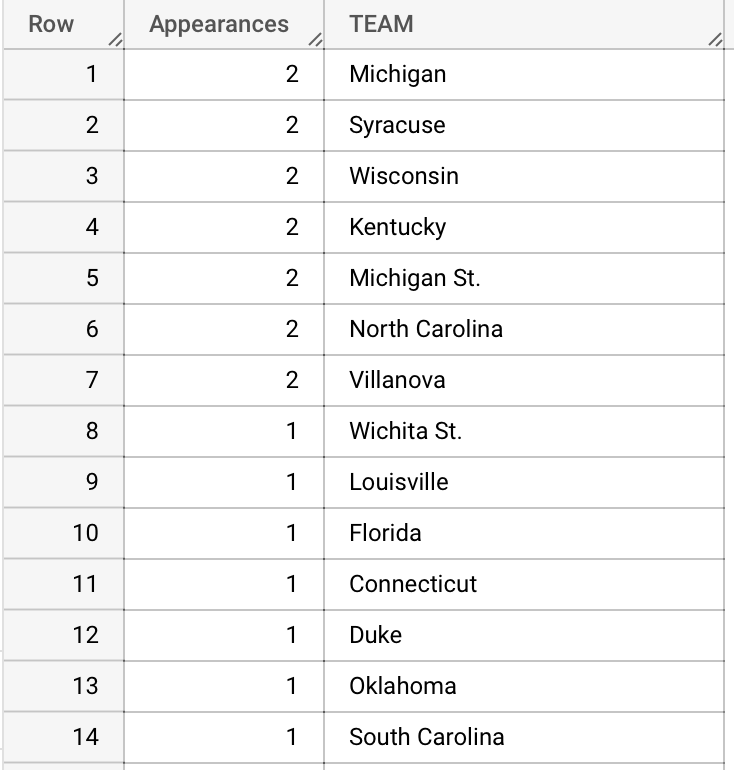 Row Appearances TEAM
1 2 Michigan
2 2 Syracuse
3 2 Wisconsin
4 2 Kentucky
5 2 Michigan St.
6 2 North Carolina
7 2 Villanova
8 1 Wichita St.
9 1 Louisville
10 1 Florida
11 1 Connecticut
12 1 Duke
13 1 Oklahoma
14 1 South Carolina